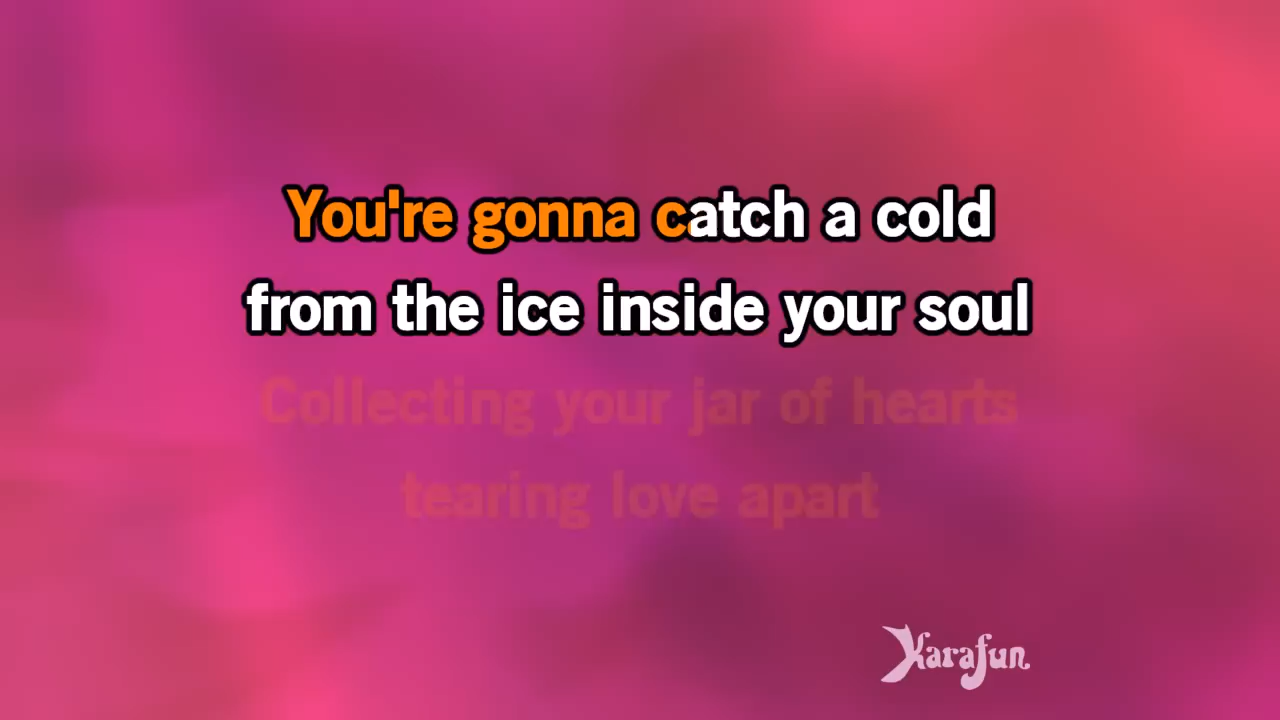 You're gonna catch a cold
from the ice inside your soul
Collecting your jar of hearts
tearing love apart
Karafun